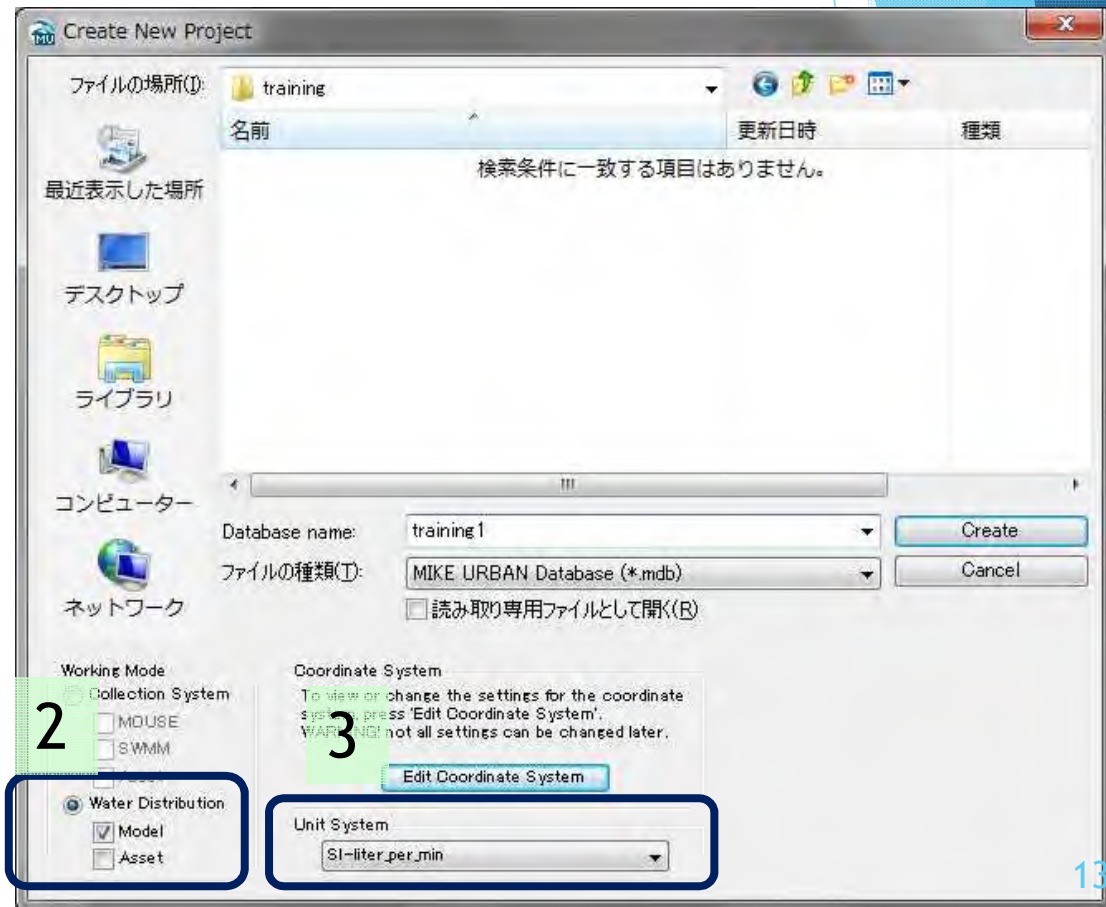 Create New Project
ファイルの場所(I):
training
名前
更新日時
種類
検索条件に一致する項目はありません。
最近表示した場所
デスクトップ
ライブラリ
コンピューター
ネットワーク
Database name:
training1
Create
ファイルの種類(T):
MIKE URBAN Database (*.mdb)
Cancel
読み取り専用ファイルとして開く(R)
Working Mode
Collection System
MOUSE
SWMM
2
Water Distribution
Model
Asset
Coordinate System
To view or change the settings for the coordinate
system, press 'Edit Coordinate System'.
WARNING! not all settings can be changed later.
3
Edit Coordinate System
Unit System
SI-liter_per_min
13